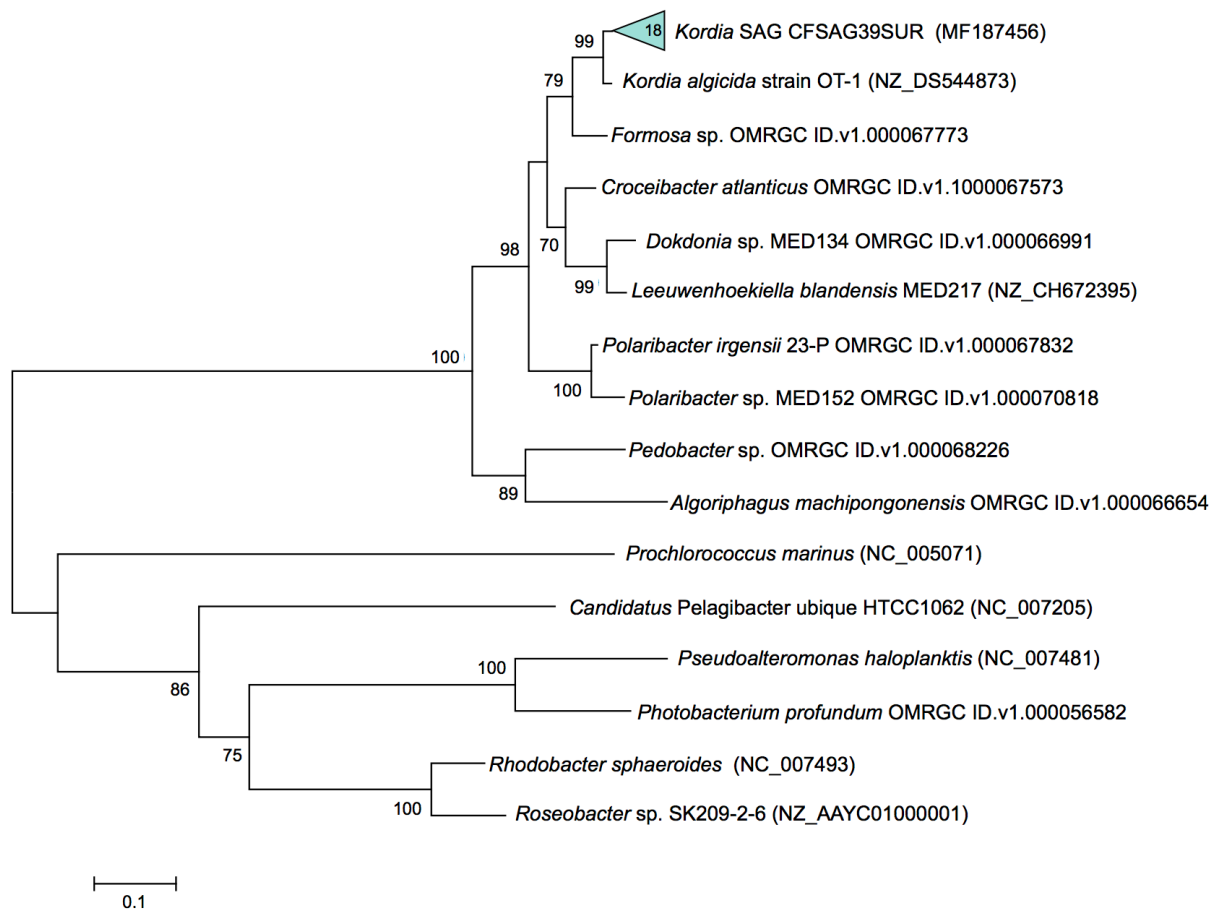 18
Kordia SAG CFSAG39SUR (MF187456)
99
Kordia algicida strain OT-1 (NZ_DS544873)
79
Formosa sp. OMRGC ID.v1.000067773
Croceibacter atlanticus OMRGC ID.v1.1000067573
70
Dokdonia sp. MED134 OMRGC ID.v1.000066991
98
99
Leeuwenhoekiella blandensis MED217 (NZ_CH672395)
Polaribacter irgensii 23-P OMRGC ID.v1.000067832
100
100
Polaribacter sp. MED152 OMRGC ID.v1.000070818
Pedobacter sp. OMRGC ID.v1.000068226
89
Algoriphagus machipongonensis OMRGC ID.v1.000066654
Prochlorococcus marinus (NC_005071)
Candidatus Pelagibacter ubique HTCC1062 (NC_007205)
Pseudoalteromonas haloplanktis (NC_007481)
100
86
Photobacterium profundum OMRGC ID.v1.000056582
75
Rhodobacter sphaeroides (NC_007493)
100
Roseobacter sp. SK209-2-6 (NZ_AAYC01000001)
0.1